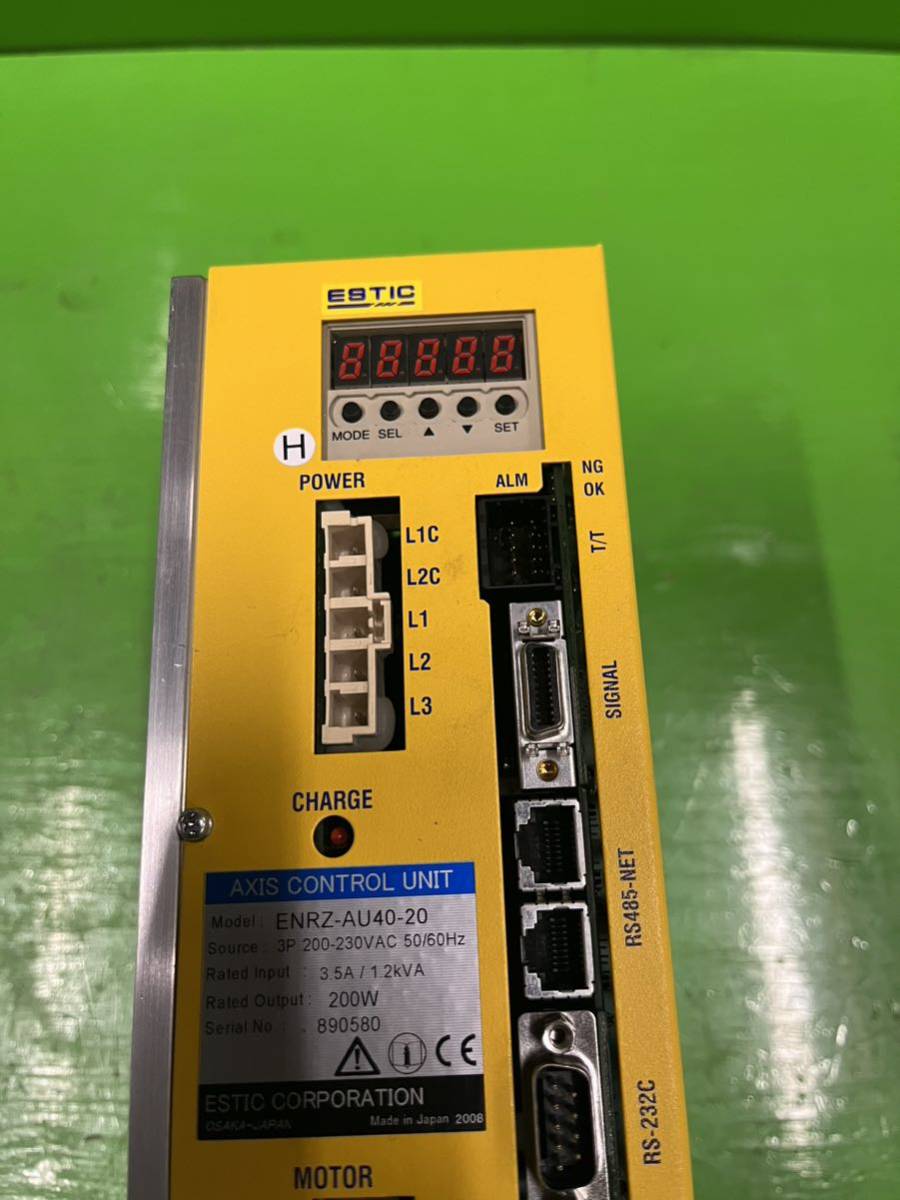 ESTIC
88888
MODE SEL ▲ ▼ SET
H
POWER
ALM
NG
OK
T/T
L1C
L2C
L1
L2
L3
SIGNAL
CHARGE
RS485-NET
AXIS CONTROL UNIT
Model : ENRZ-AU40-20
Source : 3P 200-230VAC 50/60Hz
Rated Input : 3.5A / 1.2kVA
Rated Output : 200W
Serial No : 890580
CE
ESTIC CORPORATION
OSAKA-JAPAN Made in Japan 2008
RS-232C
MOTOR